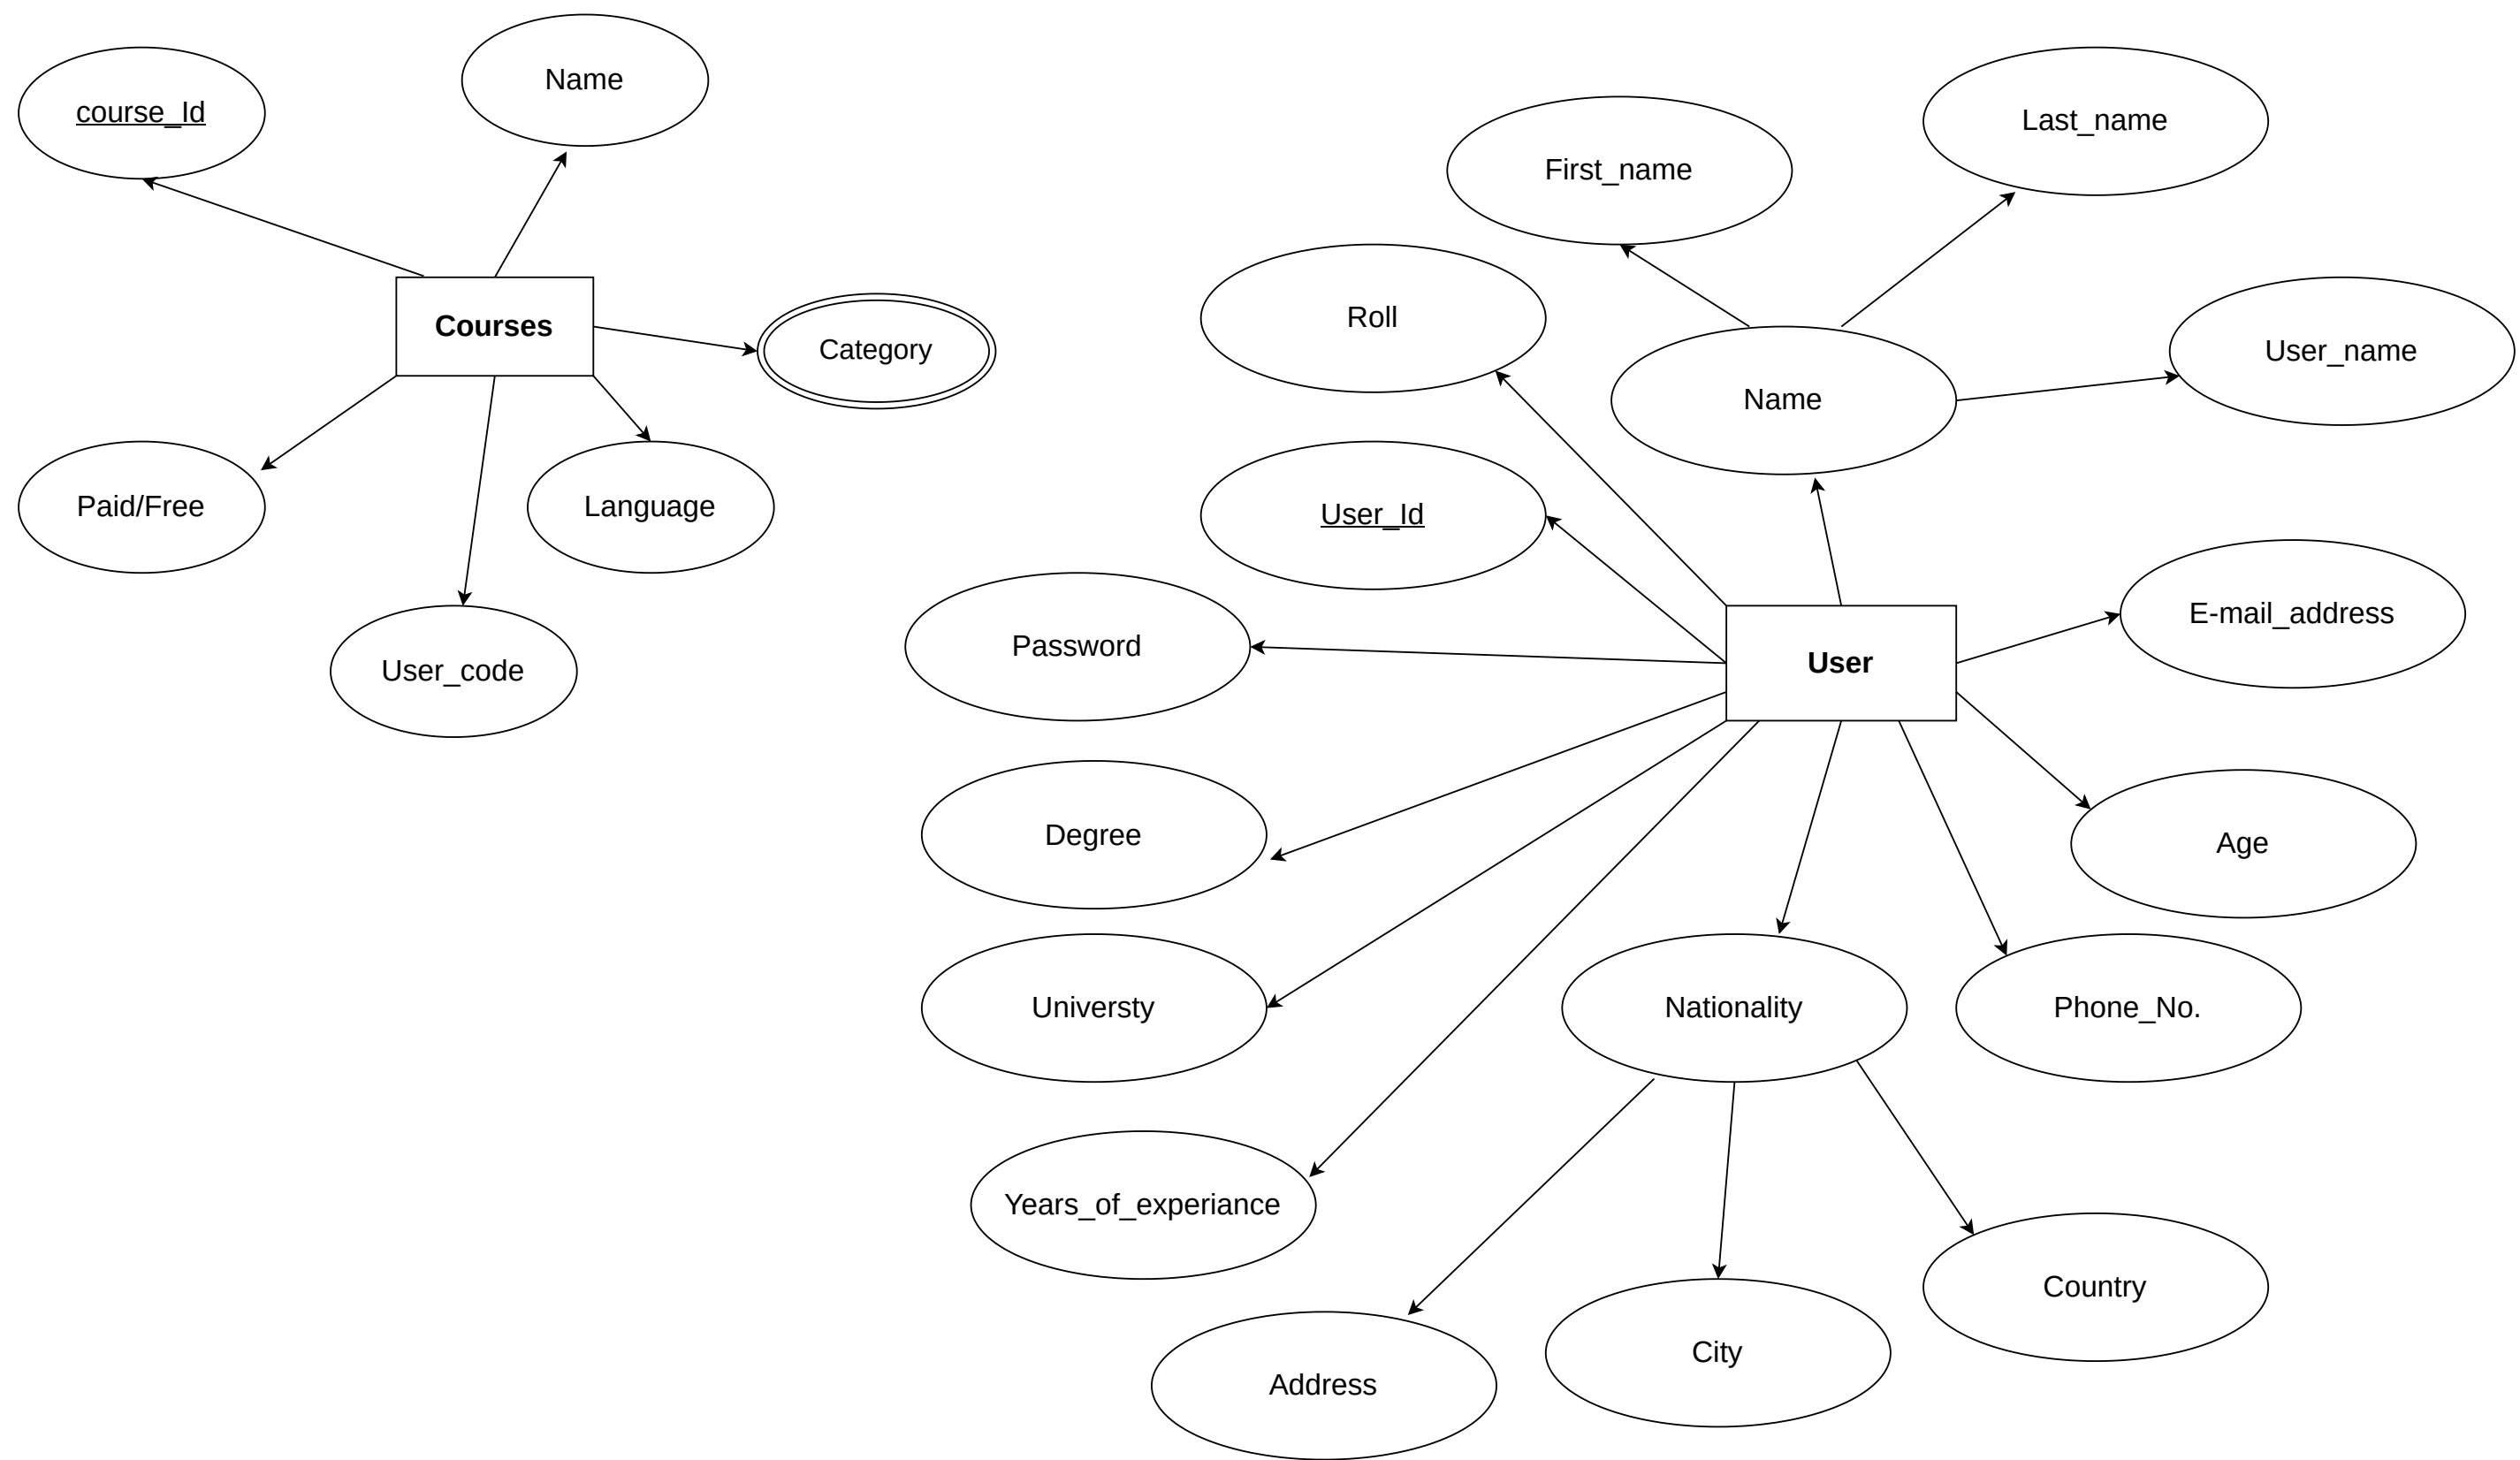 course_Id
Name
Courses
Category
Paid/Free
Language
User_code
First_name
Last_name
Roll
Name
User_name
User_Id
Password
User
E-mail_address
Degree
Age
Universty
Nationality
Phone_No.
Years_of_experiance
Address
City
Country